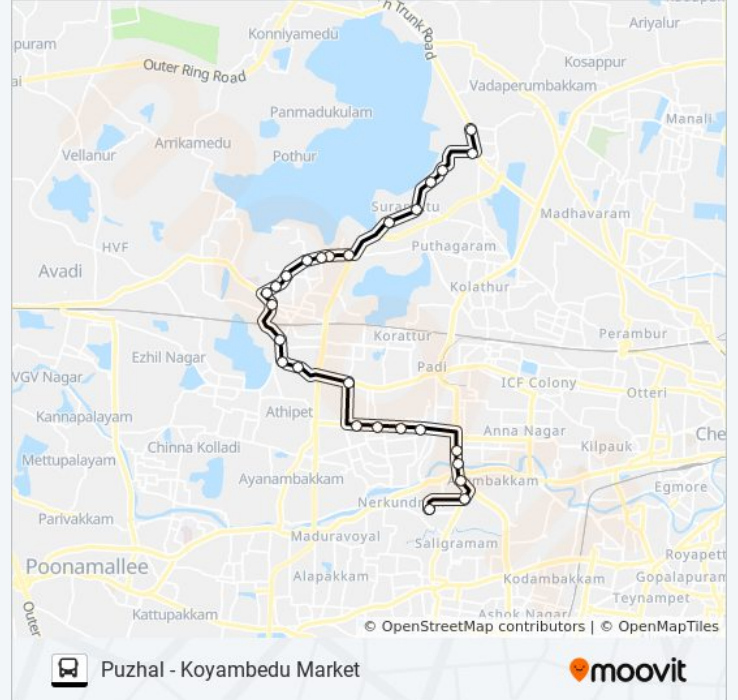 n Trunk Road
Konniyamedu
Ariyalur
puram
Kosappur
Outer Ring Road
Vadaperumbakkam
ai
Panmadukulam
Manali
Arrikamedu
Vellanur
Pothur
Madhavaram
HVF
Puthagaram
Avadi
Kolathur
Korattur
Perambur
Ezhil Nagar
Padi
VGV Nagar
ICF Colony
Otteri
Athipet
Kannapalayam
Anna Nagar
Che
Chinna Kolladi
Kilpauk
Mettupalayam
Ayanambakkam
mbakkam
Egmore
Nerkund
Parivakkam
Maduravoyal
Saligramam
Royapett
Poonamallee
Alapakkam
Kodambakkam
Gopalapuram
Teynampet
Outer
Kattupakkam
Ashok Nagar
© OpenStreetMap contributors | © OpenMapTiles
Puzhal - Koyambedu Market
moovit